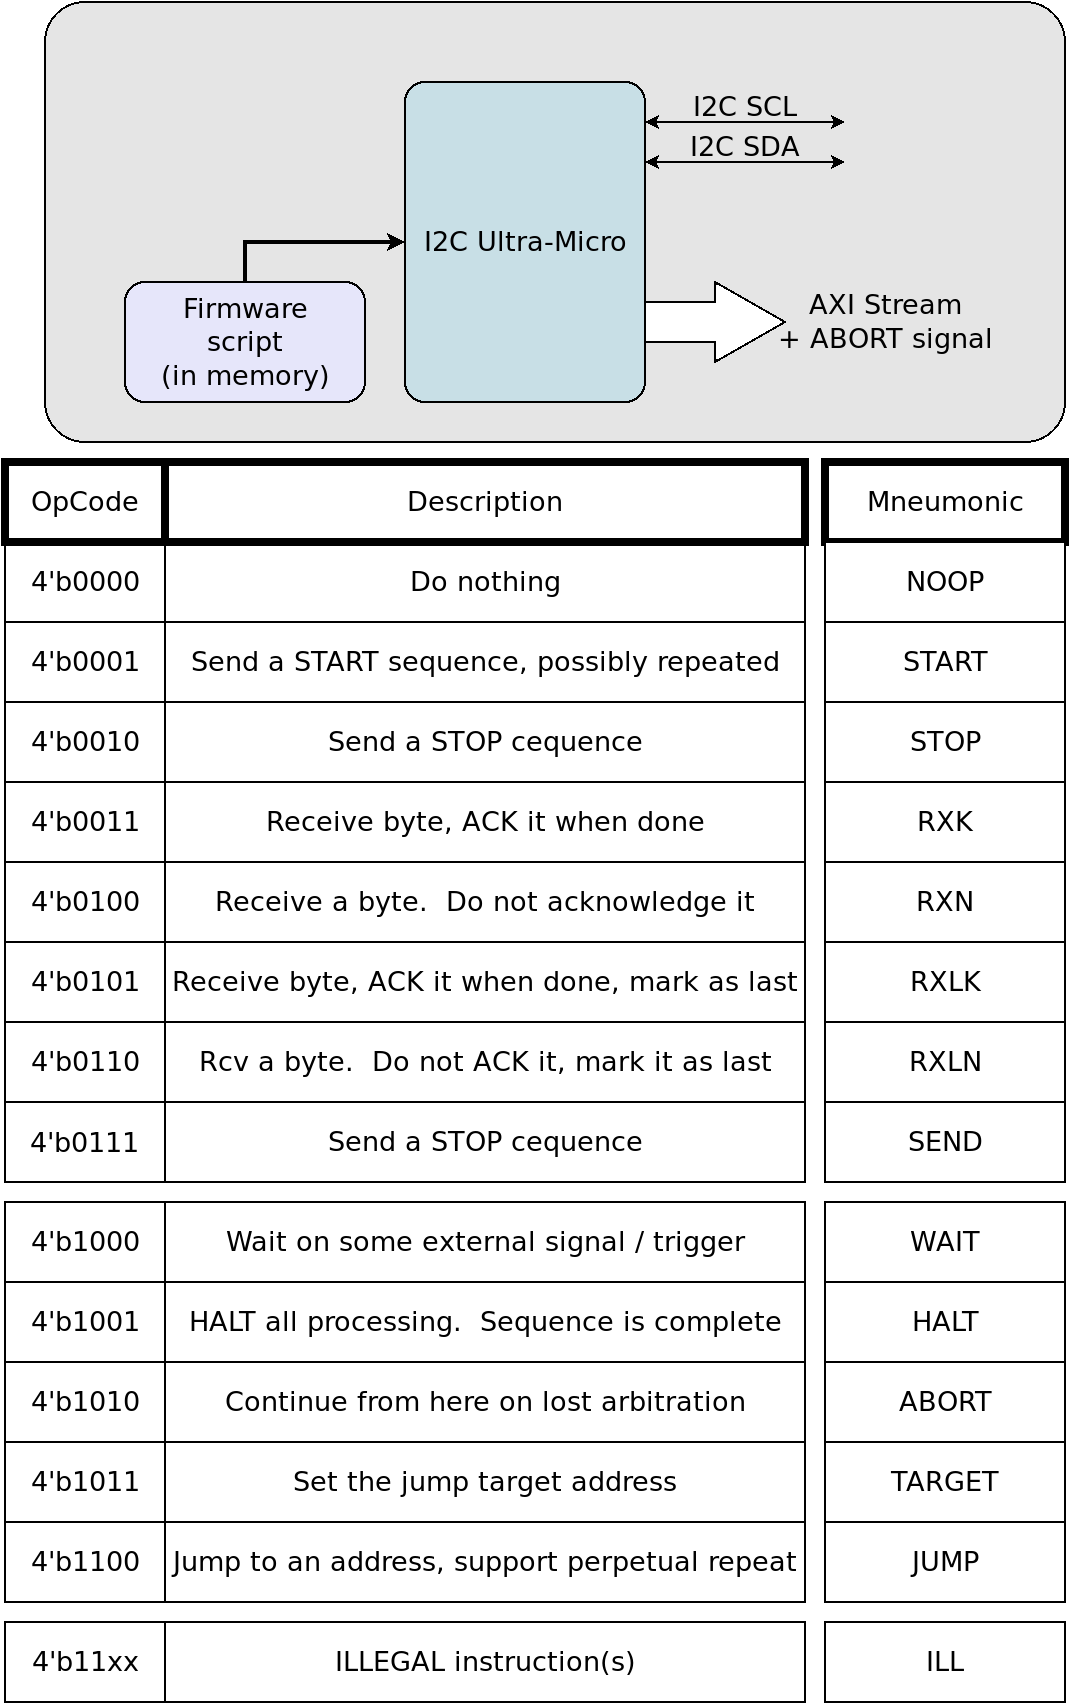 I2C SCL
I2C SDA
I2C Ultra-Micro
Firmware
script
(in memory)
AXI Stream
+ ABORT signal
OpCode Description Mneumonic
4'b0000 Do nothing NOOP
4'b0001 Send a START sequence, possibly repeated START
4'b0010 Send a STOP cequence STOP
4'b0011 Receive byte, ACK it when done RXK
4'b0100 Receive a byte.  Do not acknowledge it RXN
4'b0101 Receive byte, ACK it when done, mark as last RXLK
4'b0110 Rcv a byte.  Do not ACK it, mark it as last RXLN
4'b0111 Send a STOP cequence SEND
4'b1000 Wait on some external signal / trigger WAIT
4'b1001 HALT all processing.  Sequence is complete HALT
4'b1010 Continue from here on lost arbitration ABORT
4'b1011 Set the jump target address TARGET
4'b1100 Jump to an address, support perpetual repeat JUMP
4'b11xx ILLEGAL instruction(s) ILL